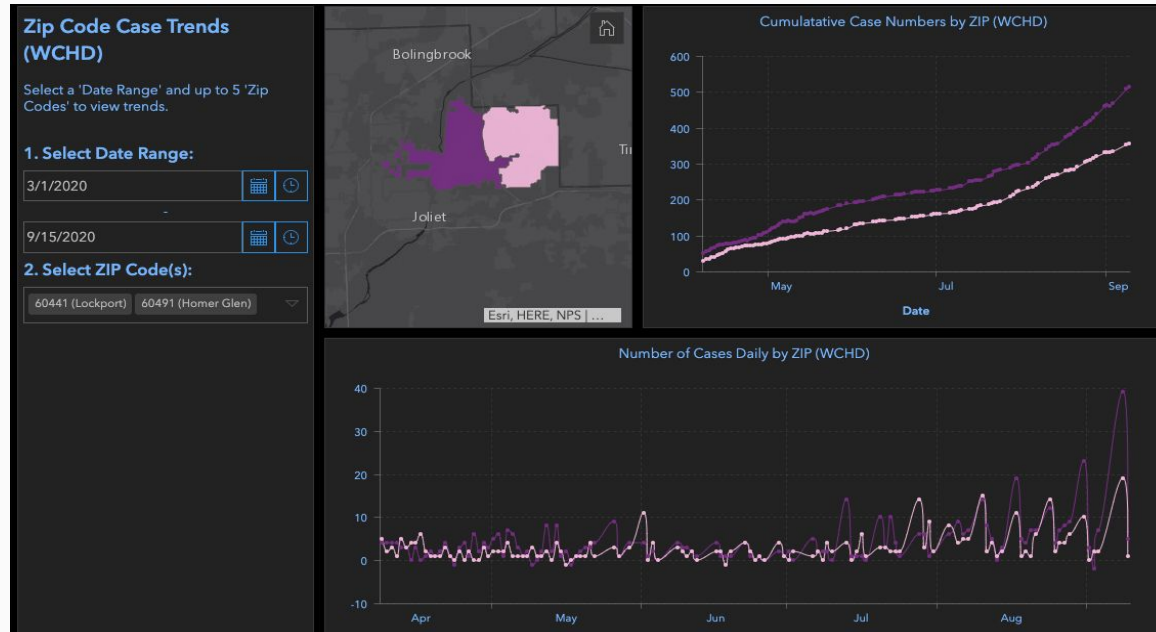 Zip Code Case Trends
(WCHD)
Select a 'Date Range' and up to 5 'Zip
Codes' to view trends.
1. Select Date Range:
3/1/2020
-
9/15/2020
2. Select ZIP Code(s):
60441 (Lockport) 60491 (Homer Glen)
Bolingbrook
Tin
Joliet
Esri, HERE, NPS | ...
Cumulatative Case Numbers by ZIP (WCHD)
600
500
400
300
200
100
0
May Jul Sep
Date
Number of Cases Daily by ZIP (WCHD)
40
30
20
10
0
-10
Apr May Jun Jul Aug